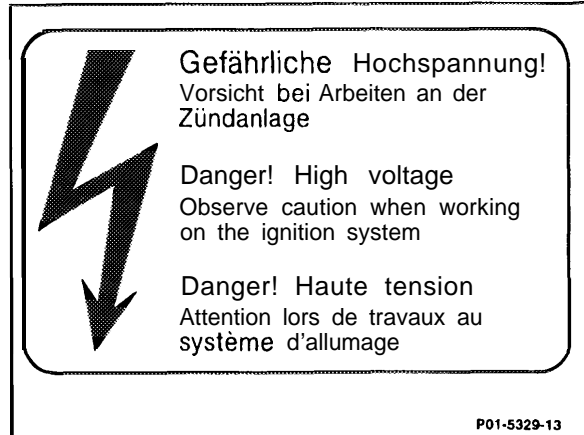 Gefährliche Hochspannung!
Vorsicht bei Arbeiten an der
Zündanlage
Danger! High voltage
Observe caution when working
on the ignition system
Danger! Haute tension
Attention lors de travaux au
système d'allumage
P01-5329-13